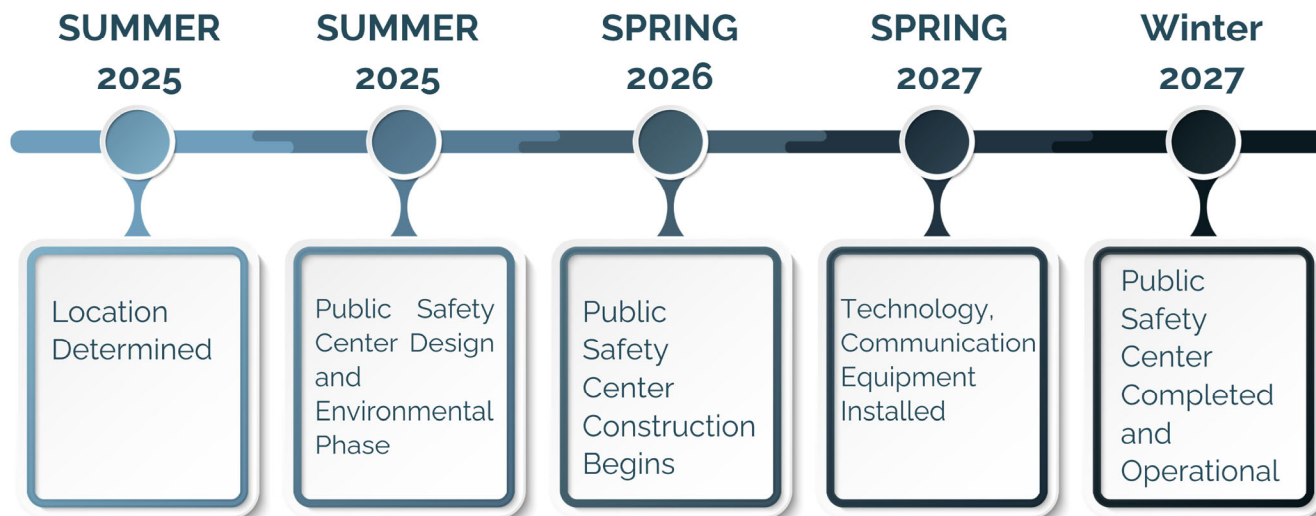 SUMMER
2025
SUMMER
2025
SPRING
2026
SPRING
2027
Winter
2027
Location
Determined
Public Safety
Center Design
and
Environmental
Phase
Public
Safety
Center
Construction
Begins
Technology,
Communication
Equipment
Installed
Public
Safety
Center
Completed
and
Operational